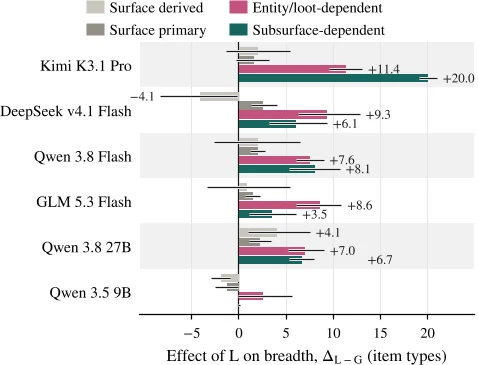 Surface derived
Entity/loot-dependent
Surface primary
Subsurface-dependent
Kimi K3.1 Pro
+11.4
+20.0
−4.1
DeepSeek v4.1 Flash
+9.3
+6.1
Qwen 3.8 Flash
+7.6
+8.1
GLM 5.3 Flash
+8.6
+3.5
Qwen 3.8 27B
+4.1
+7.0
+6.7
Qwen 3.5 9B
−5 0 5 10 15 20
Effect of L on breadth, Δ_{L−G} (item types)